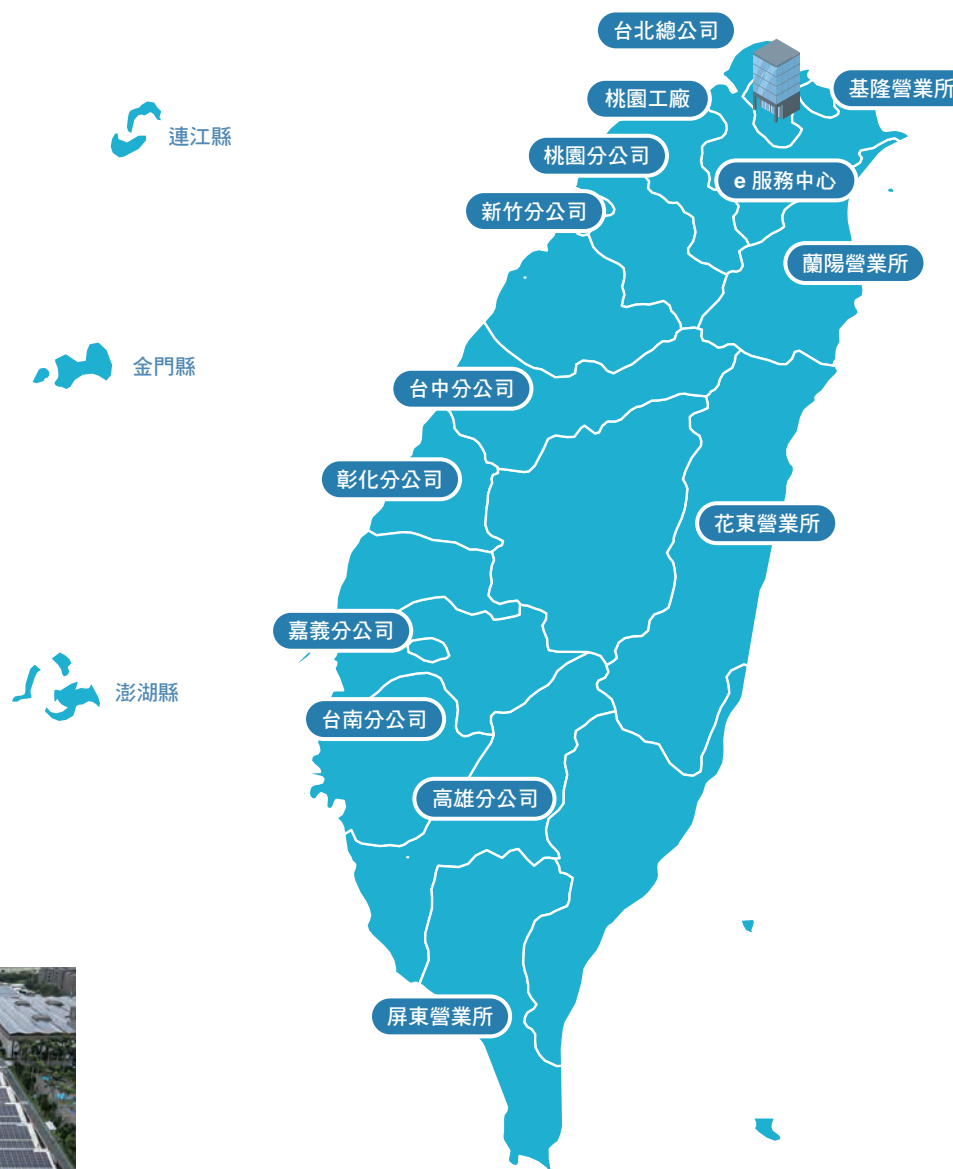 台北總公司
基隆營業所
桃園工廠
連江縣
桃園分公司
e 服務中心
新竹分公司
蘭陽營業所
金門縣
台中分公司
彰化分公司
花東營業所
嘉義分公司
澎湖縣
台南分公司
高雄分公司
屏東營業所